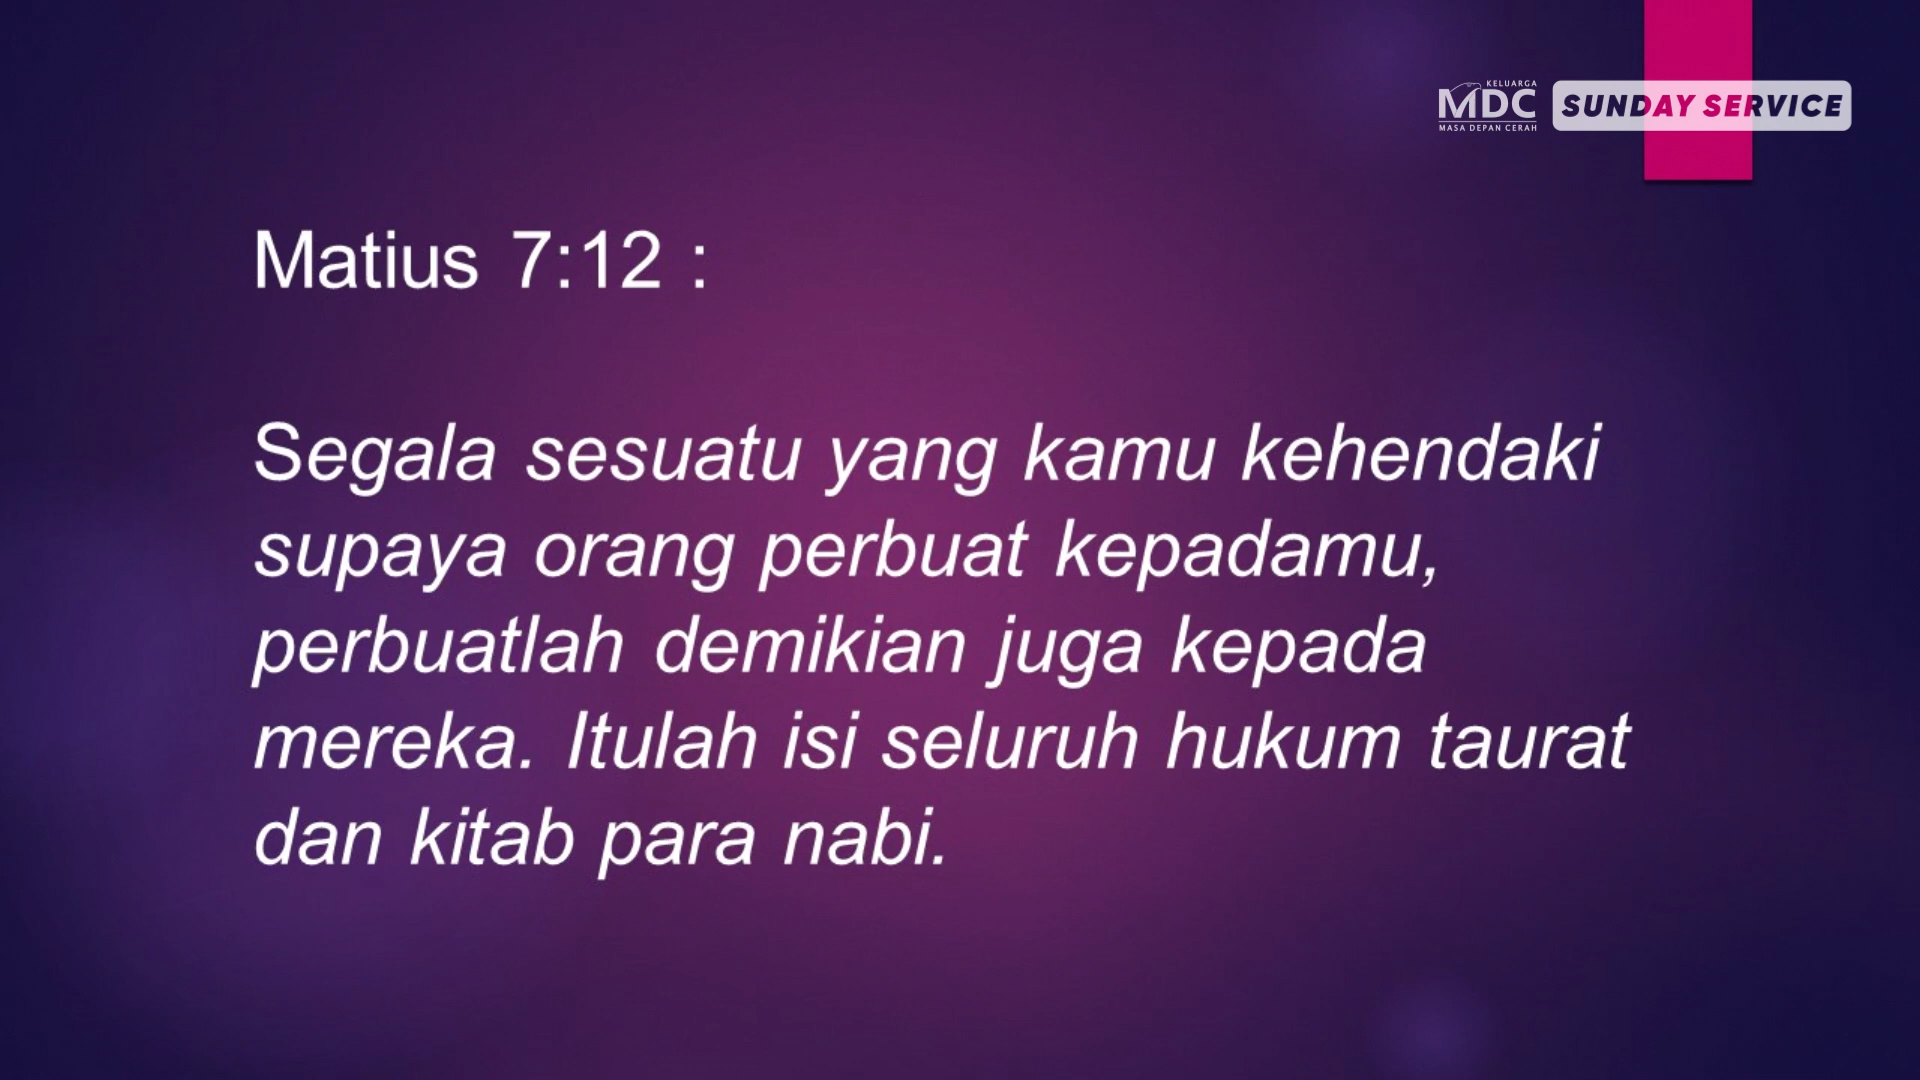 KELUARGA
MDC
MASA DEPAN CERAH
SUNDAY SERVICE
Matius 7:12 :
Segala sesuatu yang kamu kehendaki
supaya orang perbuat kepadamu,
perbuatlah demikian juga kepada
mereka. Itulah isi seluruh hukum taurat
dan kitab para nabi.